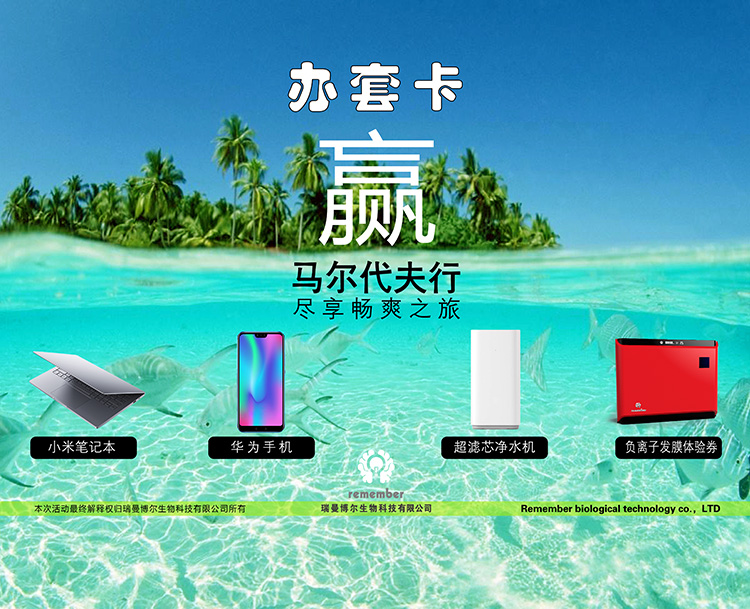 办套卡
赢
马尔代夫行
尽享畅爽之旅
小米笔记本
华为手机
超滤芯净水机
负离子发膜体验券
remember
本次活动最终解释权归瑞曼博尔生物科技有限公司所有
瑞曼博尔生物科技有限公司
Remember biological technology co.，LTD